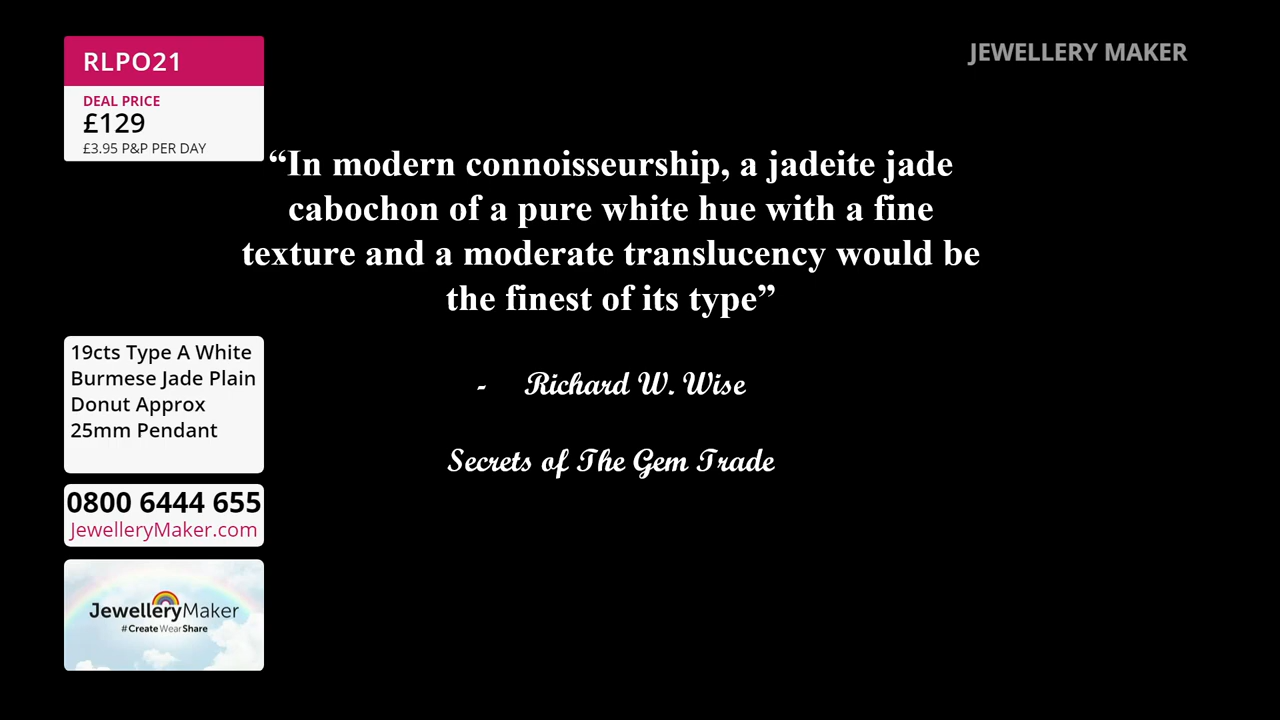 RLPO21
DEAL PRICE
£129
£3.95 P&P PER DAY
JEWELLERY MAKER
“In modern connoisseurship, a jadeite jade
cabochon of a pure white hue with a fine
texture and a moderate translucency would be
the finest of its type”
- Richard W. Wise
Secrets of The Gem Trade
19cts Type A White
Burmese Jade Plain
Donut Approx
25mm Pendant
0800 6444 655
JewelleryMaker.com
JewelleryMaker
#CreateWearShare